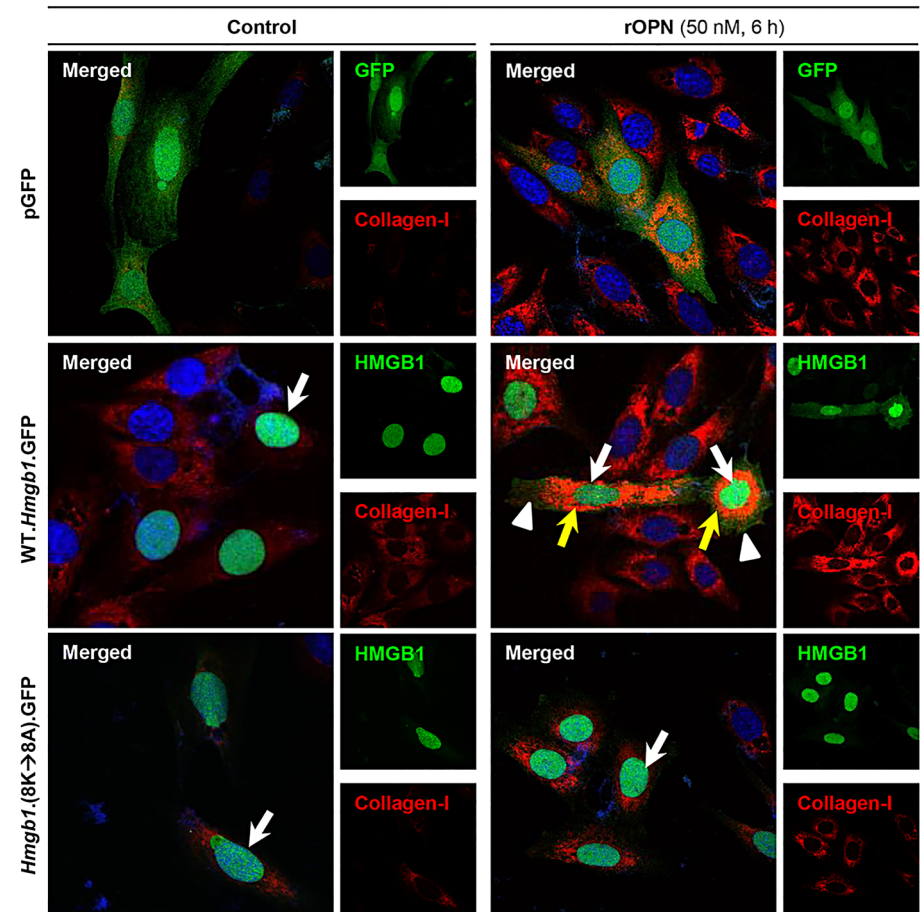 Control
rOPN (50 nM, 6 h)
pGFP
Merged
GFP
Collagen-I
Merged
GFP
Collagen-I
WT.Hmgb1.GFP
Merged
HMGB1
Collagen-I
Merged
HMGB1
Collagen-I
Hmgb1.(8K→8A).GFP
Merged
HMGB1
Collagen-I
Merged
HMGB1
Collagen-I